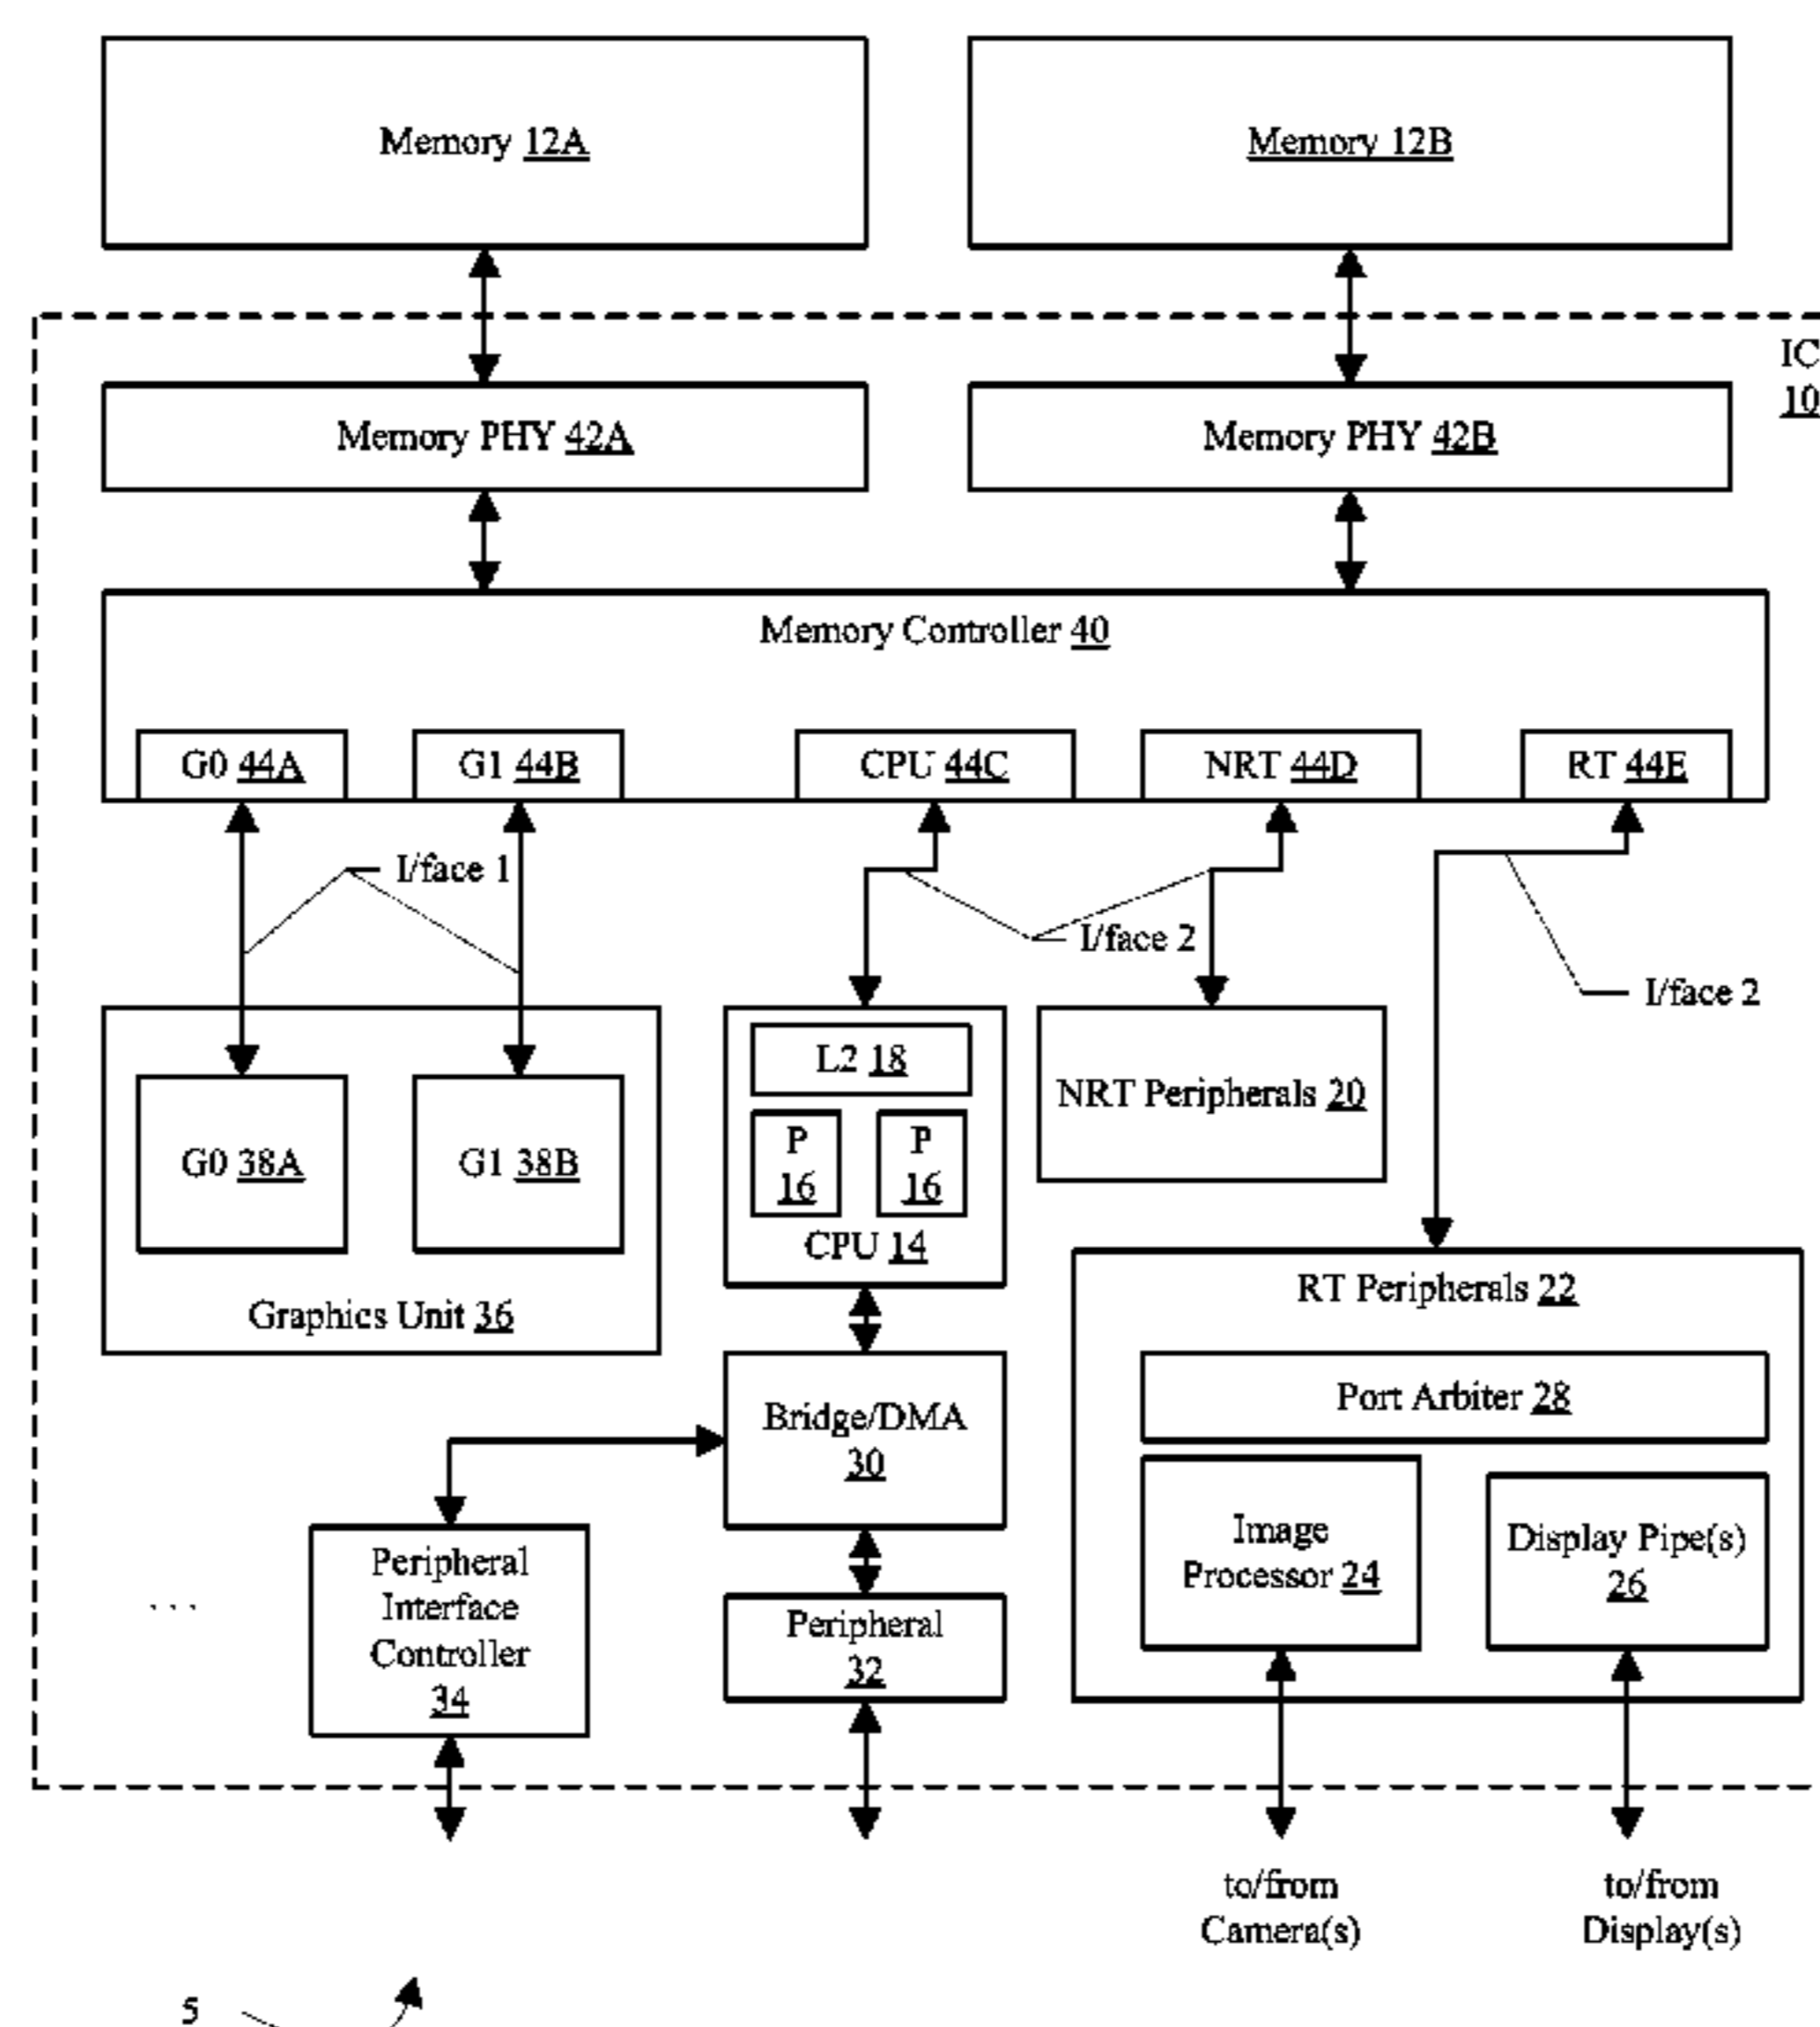 Memory 12A
Memory 12B
IC
10
Memory PHY 42A
Memory PHY 42B
Memory Controller 40
G0 44A
G1 44B
CPU 44C
NRT 44D
RT 44E
I/face 1
I/face 2
I/face 2
L2 18
P
16
P
16
CPU 14
NRT Peripherals 20
G0 38A
G1 38B
Graphics Unit 36
RT Peripherals 22
Port Arbiter 28
Bridge/DMA
30
Image
Processor 24
Display Pipe(s)
26
Peripheral
Interface
Controller
34
. . .
Peripheral
32
to/from
Camera(s)
to/from
Display(s)
5